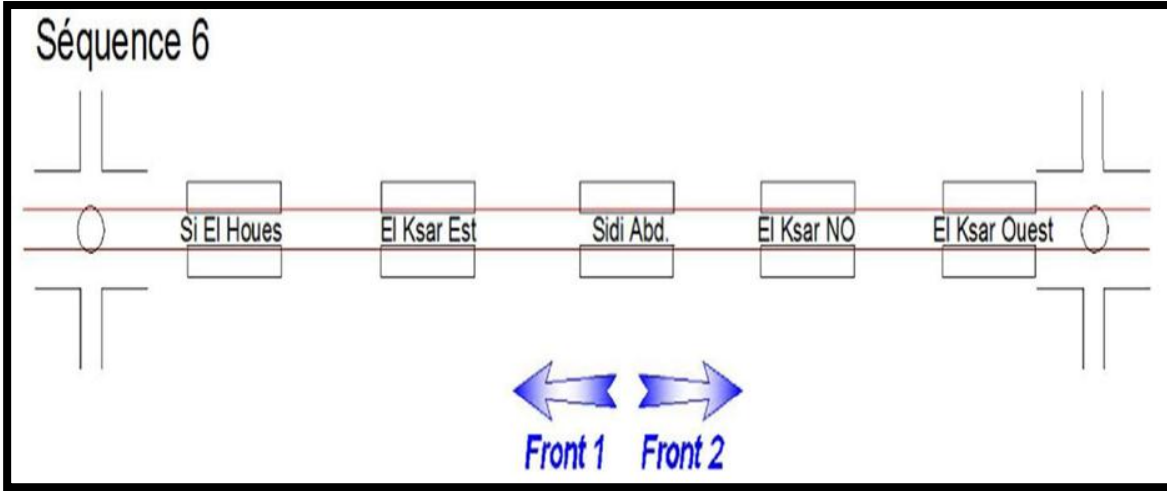 Séquence 6
Si El Houes El Ksar Est Sidi Abd. El Ksar NO El Ksar Ouest
Front 1 Front 2